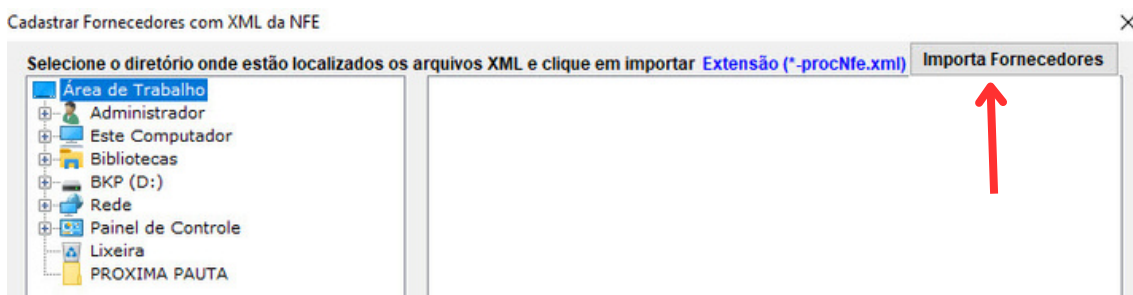 Cadastrar Fornecedores com XML da NFE
Selecione o diretório onde estão localizados os arquivos XML e clique em importar Extensão (*-procNfe.xml) Importa Fornecedores
Área de Trabalho
Administrador
Este Computador
Bibliotecas
BKP (D:)
Rede
Painel de Controle
Lixeira
PROXIMA PAUTA